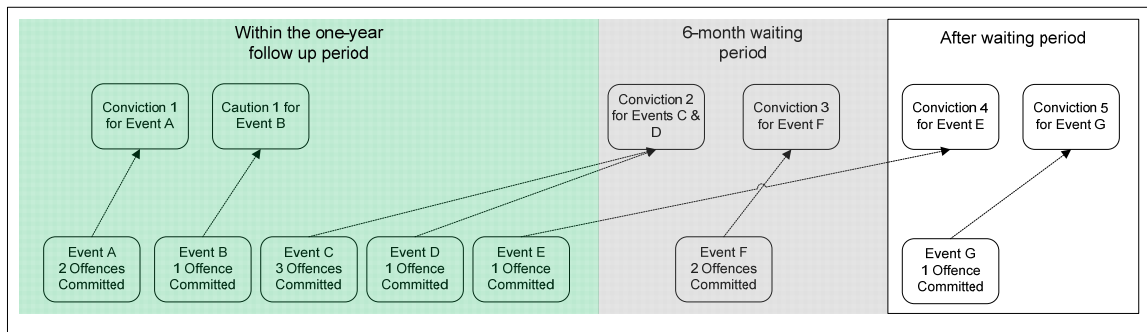 Within the one-year
follow up period
6-month waiting
period
After waiting period
Conviction 1
for Event A
Caution 1 for
Event B
Conviction 2
for Events C &
D
Conviction 3
for Event F
Conviction 4
for Event E
Conviction 5
for Event G
Event A
2 Offences
Committed
Event B
1 Offence
Committed
Event C
3 Offences
Committed
Event D
1 Offence
Committed
Event E
1 Offence
Committed
Event F
2 Offences
Committed
Event G
1 Offence
Committed